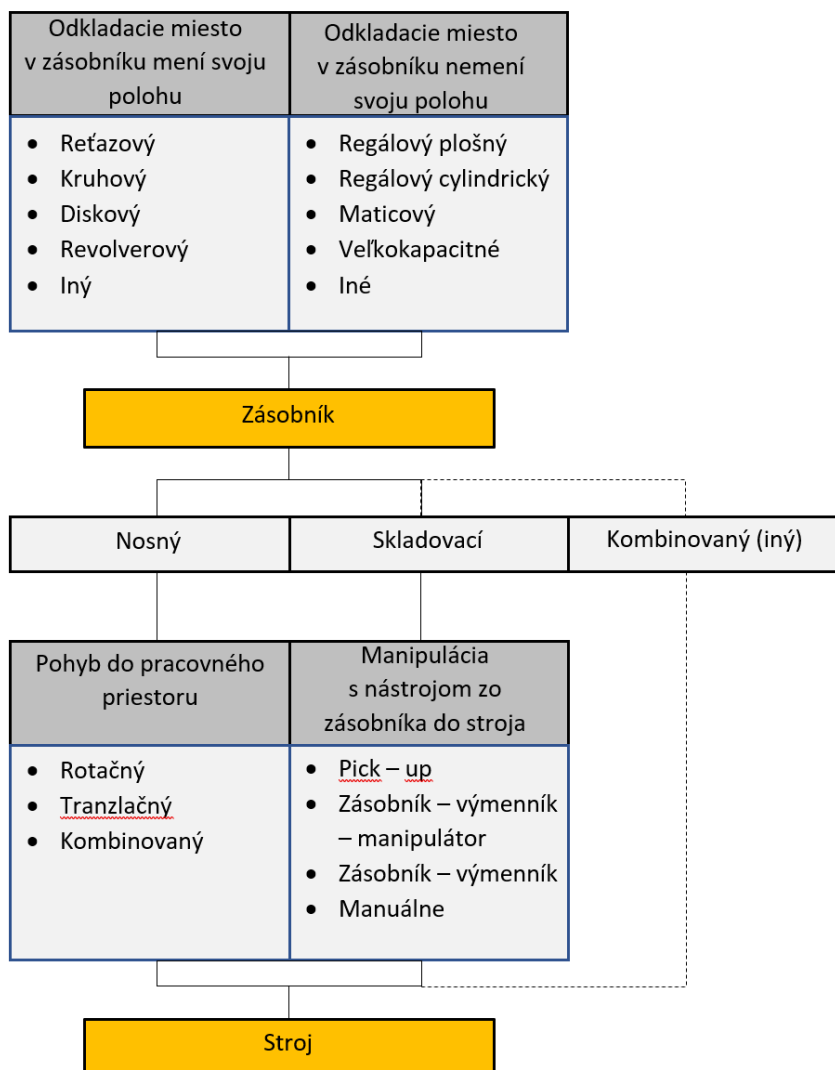 Odkladacie miesto
v zásobníku mení svoju
polohu
Odkladacie miesto
v zásobníku nemení
svoju polohu
• Reťazový
• Kruhový
• Diskový
• Revolverový
• Iný
• Regálový plošný
• Regálový cylindrický
• Maticový
• Veľkokapacitné
• Iné
Zásobník
Nosný
Skladovací
Kombinovaný (iný)
Pohyb do pracovného
priestoru
Manipulácia
s nástrojom zo
zásobníka do stroja
• Rotačný
• Tranzlačný
• Kombinovaný
• Pick – up
• Zásobník – výmenník
– manipulátor
• Zásobník – výmenník
• Manuálne
Stroj